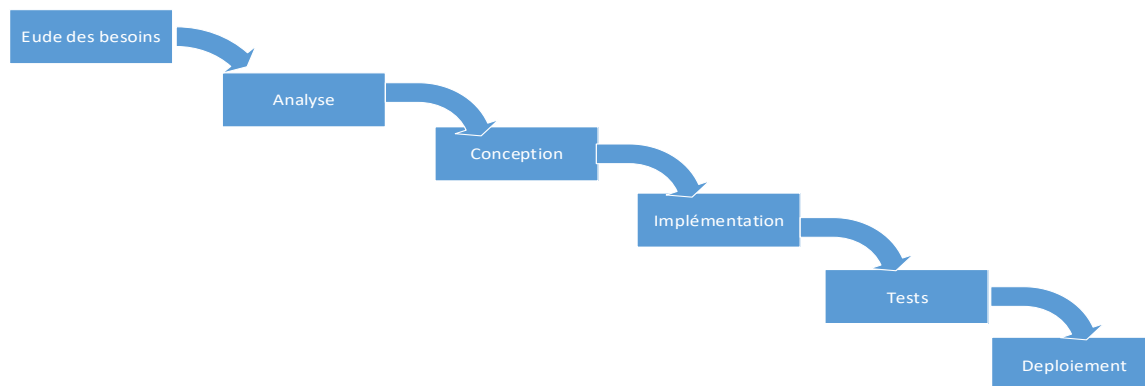 Eude des besoins
Analyse
Conception
Implémentation
Tests
Deploiement